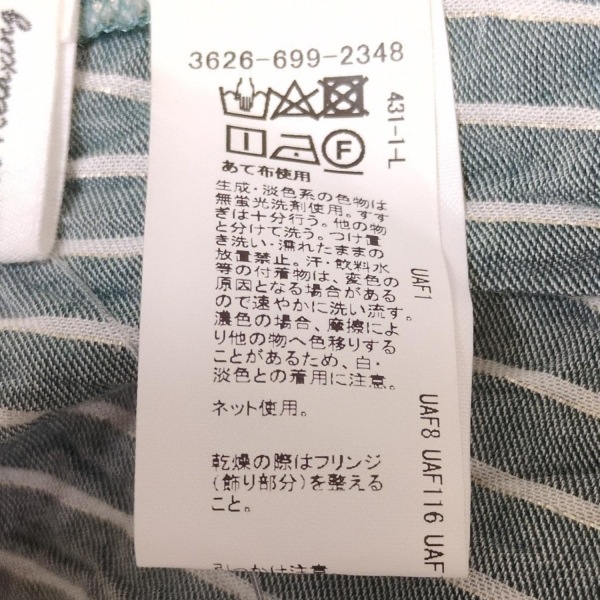 3626-699-2348
431-1-L
F
あて布使用
生成・淡色系の色物は
無蛍光洗剤使用。すす
ぎは十分行う。他の物
と分けて洗う。つけ置
き洗い・濡れたままの
放置禁止。汗・飲料水
等の付着物は、変色の
原因となる場合がある
ので速やかに洗い流す。
濃色の場合、摩擦によ
り他の物へ色移りする
ことがあるため、白・
淡色との着用に注意。
ネット使用。
乾燥の際はフリンジ
(飾り部分)を整える
こと。
引っかけ注意
UAF1
UAF8 UAF116 UAF